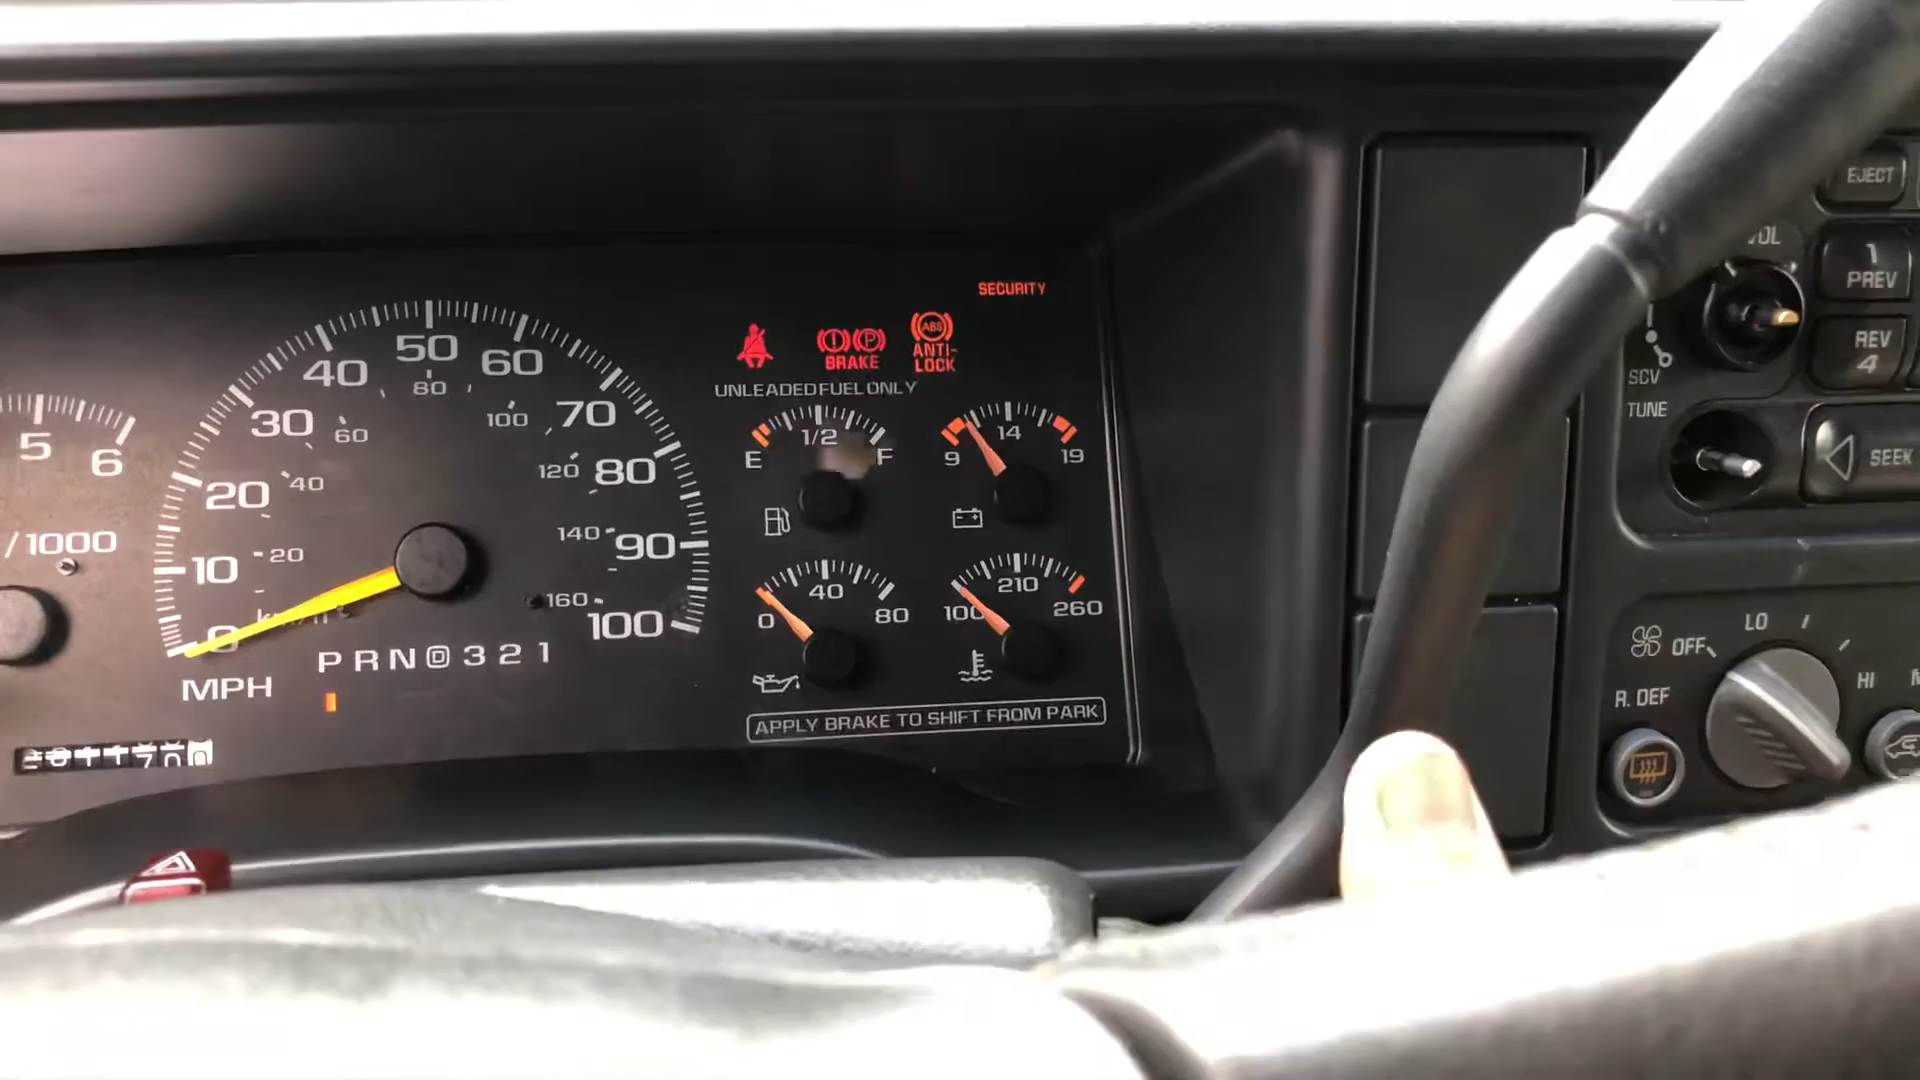 5
6
/1000
0
10
20
30
40
50
60
70
80
90
100
20
40
60
80
100
120
140
160
MPH
P R N D 3 2 1
SECURITY
BRAKE
ABS
ANTI-
LOCK
UNLEADED FUEL ONLY
E 1/2 F
9 14 19
0 40 80
100 210 260
APPLY BRAKE TO SHIFT FROM PARK
EJECT
1
PREV
REV
4
SCV
TUNE
SEEK
OFF
LO
HI
R. DEF